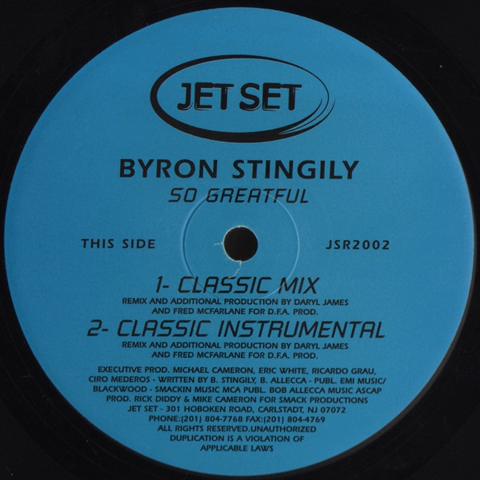 JET SET
BYRON STINGILY
SO GREATFUL
THIS SIDE JSR2002
1- CLASSIC MIX
REMIX AND ADDITIONAL PRODUCTION BY DARYL JAMES
AND FRED MCFARLANE FOR D.F.A. PROD.
2- CLASSIC INSTRUMENTAL
REMIX AND ADDITIONAL PRODUCTION BY DARYL JAMES
AND FRED MCFARLANE FOR D.F.A. PROD.
EXECUTIVE PROD. MICHAEL CAMERON, ERIC WHITE, RICARDO GRAU,
CIRO MEDEROS - WRITTEN BY B. STINGILY, B. ALLECCA - PUBL. EMI MUSIC/
BLACKWOOD - SMACKIN MUSIC MCA PUBL. BOB ALLECCA MUSIC ASCAP
PROD. RICK DIDDY & MIKE CAMERON FOR SMACK PRODUCTIONS
JET SET - 301 HOBOKEN ROAD, CARLSTADT, NJ 07072
PHONE:(201) 804-7768 FAX:(201) 804-4769
ALL RIGHTS RESERVED.UNAUTHORIZED
DUPLICATION IS A VIOLATION OF
APPLICABLE LAWS